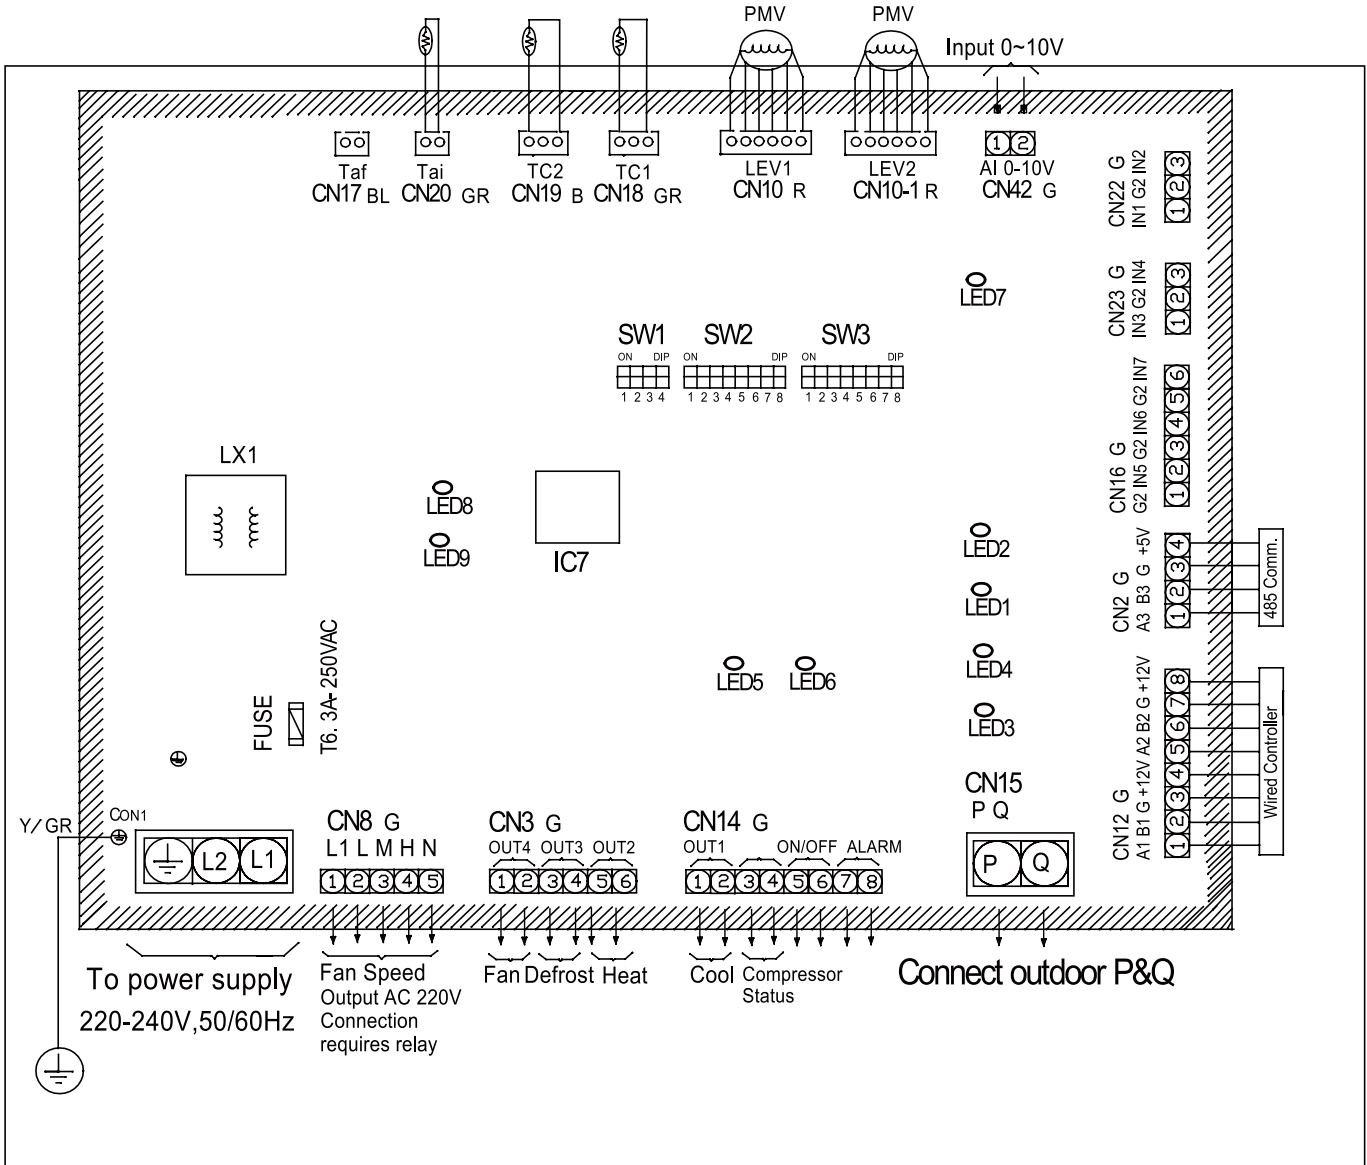 PMV PMV
Input 0~10V
Taf Tai TC2 TC1 LEV1 LEV2 AI 0-10V
1 2
CN17 BL CN20 GR CN19 B CN18 GR CN10 R CN10-1 R CN42 G
CN22 G
IN1 G2 IN2
1 2 3
LED7
CN23 G
IN3 G2 IN4
1 2 3
SW1 SW2 SW3
ON DIP ON DIP ON DIP
1 2 3 4 1 2 3 4 5 6 7 8 1 2 3 4 5 6 7 8
CN16 G
G2 IN5 G2 IN6 G2 IN7
1 2 3 4 5 6
LX1
LED8
LED9
IC7
LED2
LED1
CN2 G
A3 B3 G +5V
1 2 3 4
485 Comm.
LED5 LED6
LED4
LED3
FUSE
T6. 3A-250VAC
CN12 G
A1 B1 G +12V A2 B2 G +12V
1 2 3 4 5 6 7 8
Wired Controller
Y/GR
CON1
L2 L1
CN8 G
L1 L M H N
1 2 3 4 5
CN3 G
OUT4 OUT3 OUT2
1 2 3 4 5 6
CN14 G
OUT1 ON/OFF ALARM
1 2 3 4 5 6 7 8
CN15
P Q
P Q
To power supply
220-240V,50/60Hz
Fan Speed
Output AC 220V
Connection
requires relay
Fan Defrost Heat
Cool Compressor
Status
Connect outdoor P&Q